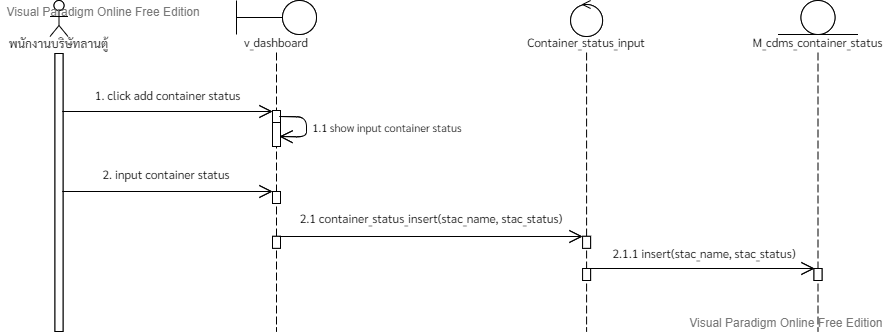 Visual Paradigm Online Free Edition
พนักงานบริษัทลานตู้
v_dashboard
Container_status_input
M_cdms_container_status
1. click add container status
1.1 show input container status
2. input container status
2.1 container_status_insert(stac_name, stac_status)
2.1.1 insert(stac_name, stac_status)
Visual Paradigm Online Free Edition